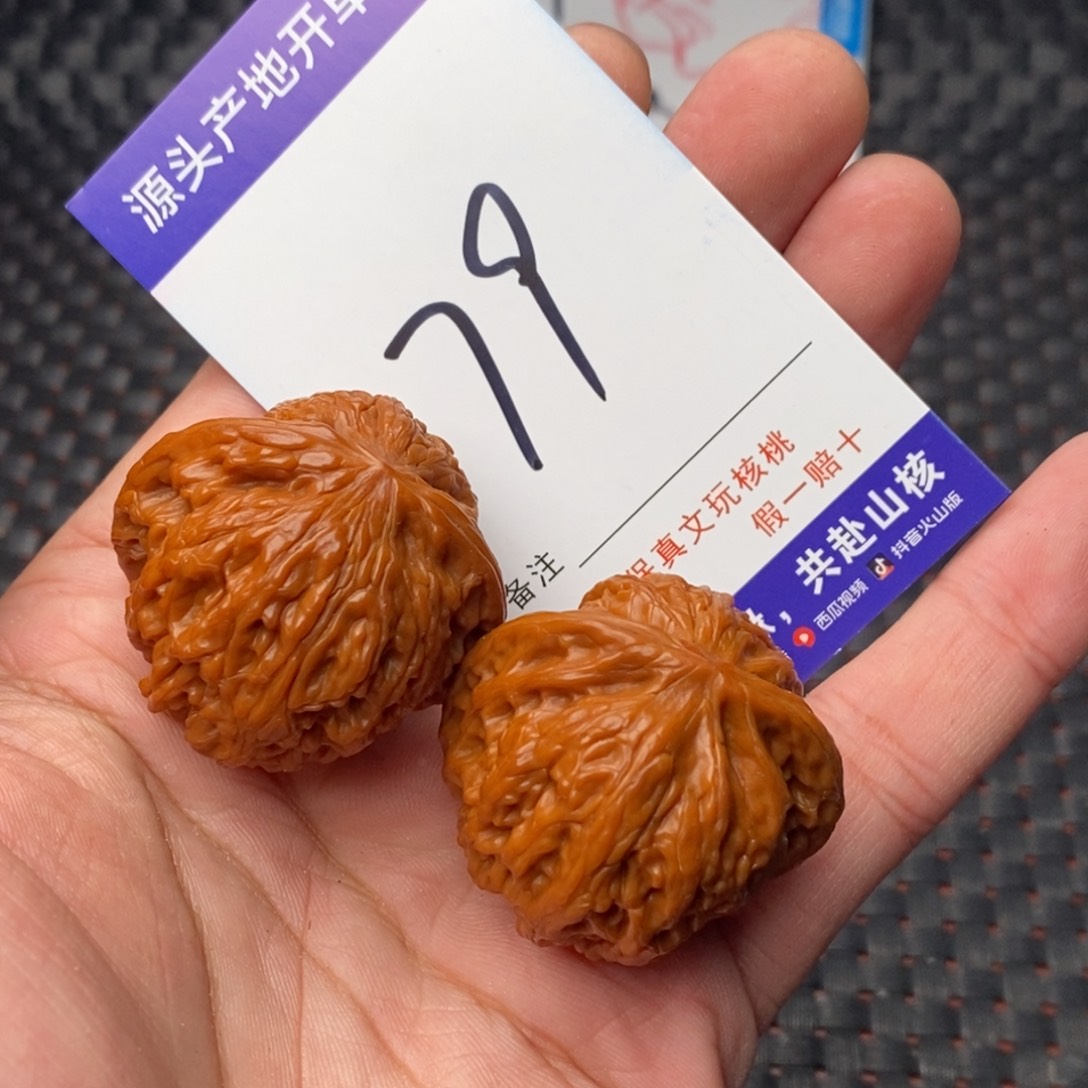 源头产地开
79
备注
保真文玩核桃
假一赔十
共赴山核
西瓜视频 抖音火山版